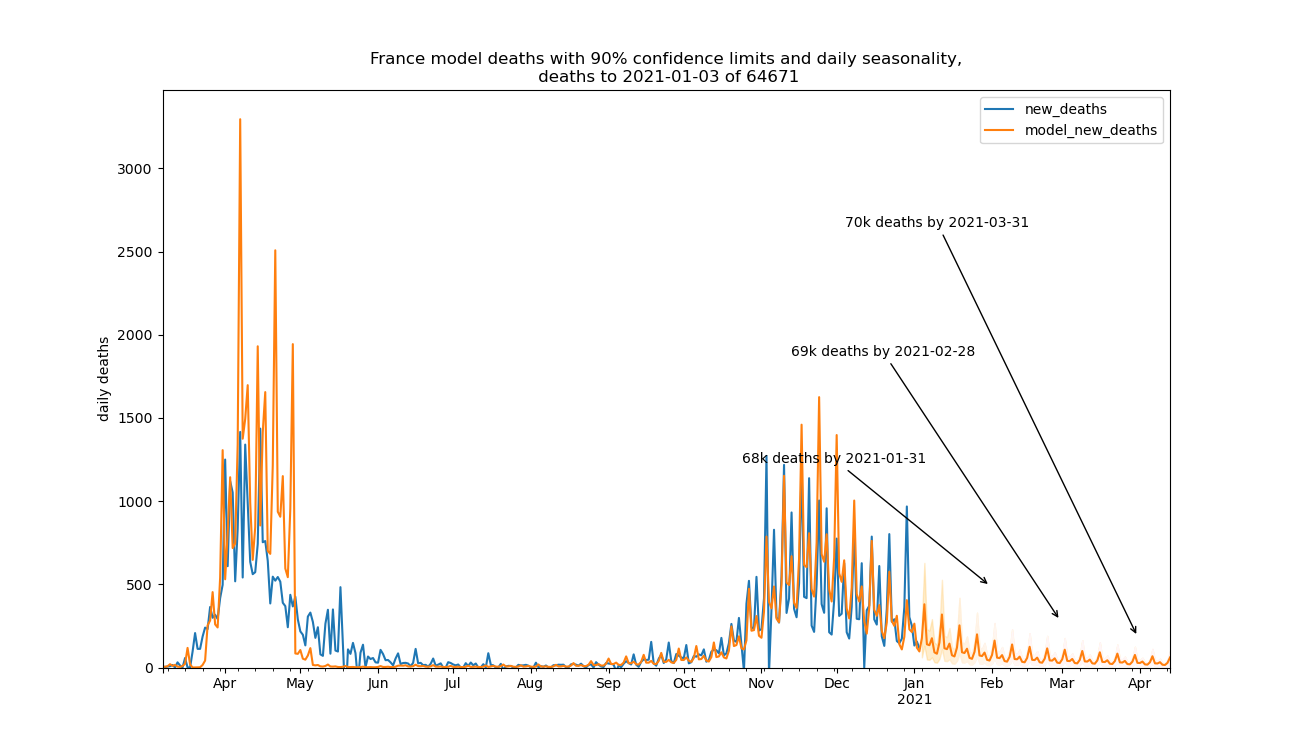 France model deaths with 90% confidence limits and daily seasonality,
deaths to 2021-01-03 of 64671
new_deaths
model_new_deaths
daily deaths
3000
2500
2000
1500
1000
500
0
70k deaths by 2021-03-31
69k deaths by 2021-02-28
68k deaths by 2021-01-31
Apr May Jun Jul Aug Sep Oct Nov Dec Jan Feb Mar Apr
2021